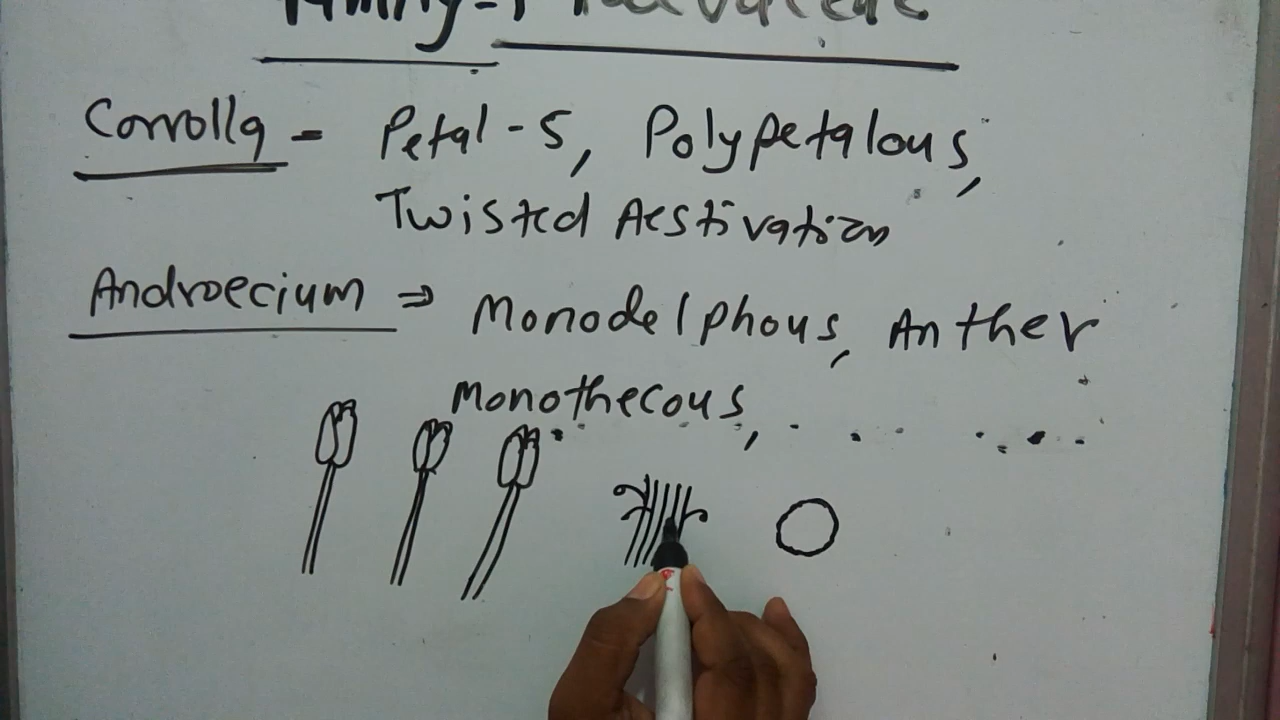 Corrolla = Petal-5, Polypetalous,
Twisted Aestivation
Androecium ⇒ Monodelphous, Anther
Monothecous,